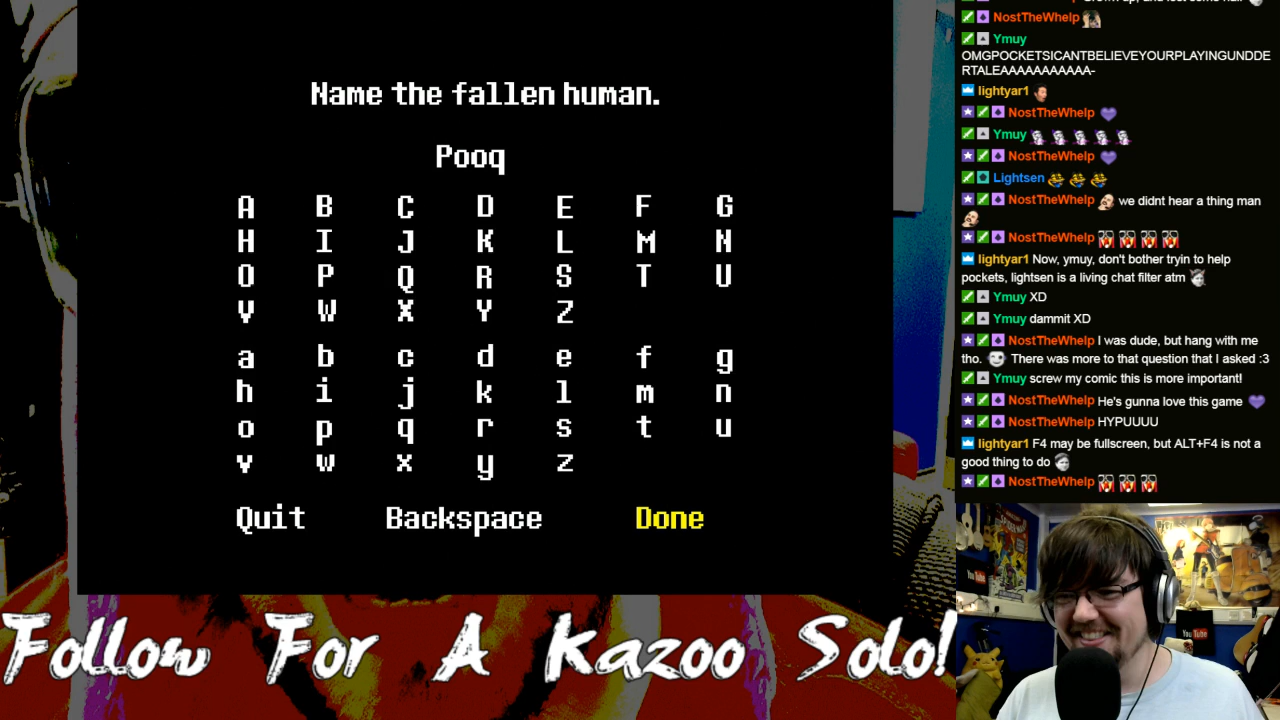 Name the fallen human.
Pooq
A B C D E F G
H I J K L M N
O P Q R S T U
V W X Y Z
a b c d e f g
h i j k l m n
o p q r s t u
v w x y z
Quit Backspace Done
Follow For A Kazoo Solo!
NostTheWhelp
Ymuy
OMGPOCKETSICANTBELIEVEYOURPLAYINGUNDDE
RTALEAAAAAAAAAAA-
lightyar1
NostTheWhelp
Ymuy
NostTheWhelp
Lightsen
NostTheWhelp we didnt hear a thing man
NostTheWhelp
lightyar1 Now, ymuy, don't bother tryin to help
pockets, lightsen is a living chat filter atm
Ymuy XD
Ymuy dammit XD
NostTheWhelp I was dude, but hang with me
tho. There was more to that question that I asked :3
Ymuy screw my comic this is more important!
NostTheWhelp He's gunna love this game
NostTheWhelp HYPUUUU
lightyar1 F4 may be fullscreen, but ALT+F4 is not a
good thing to do
NostTheWhelp
YouTube
YouTube